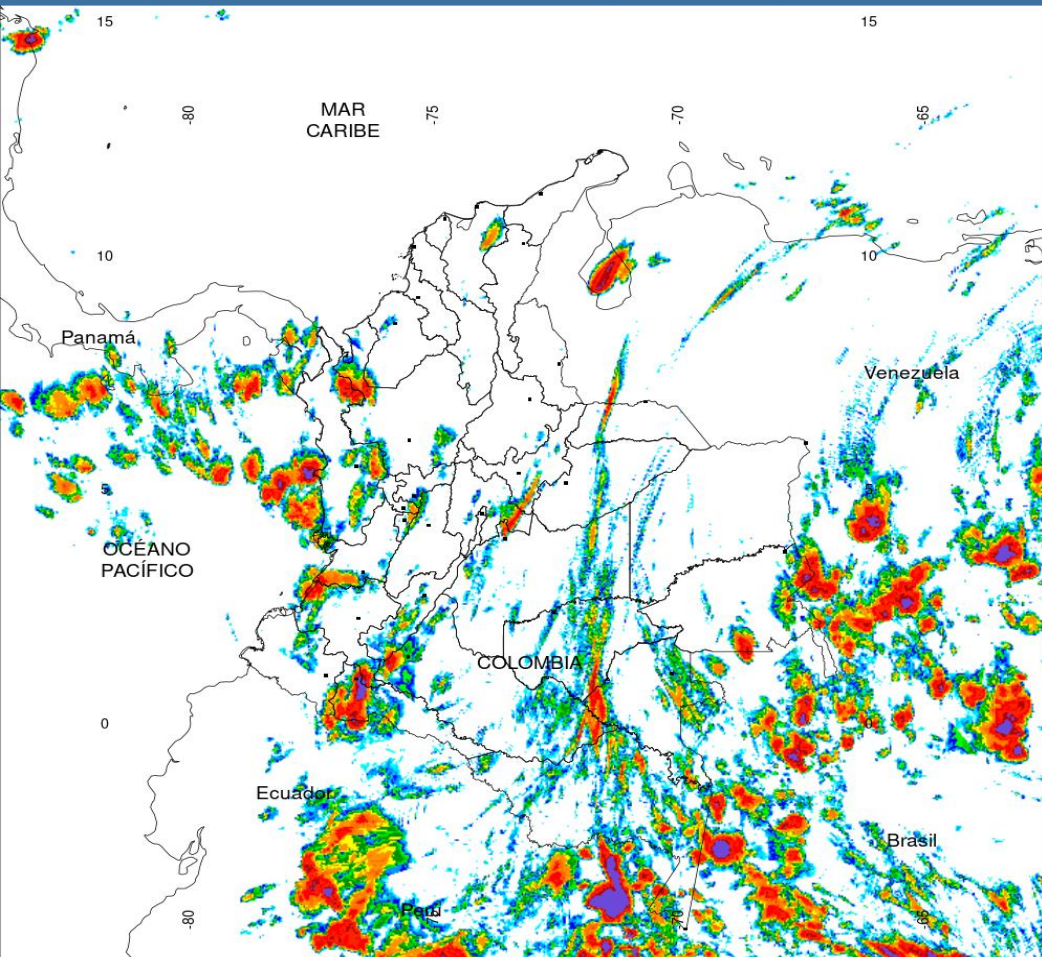 15
15
-80
-75
-70
-65
MAR
CARIBE
10
10
Panamá
Venezuela
5
5
OCÉANO
PACÍFICO
COLOMBIA
0
0
Ecuador
Brasil
Perú
-80
-70
-65